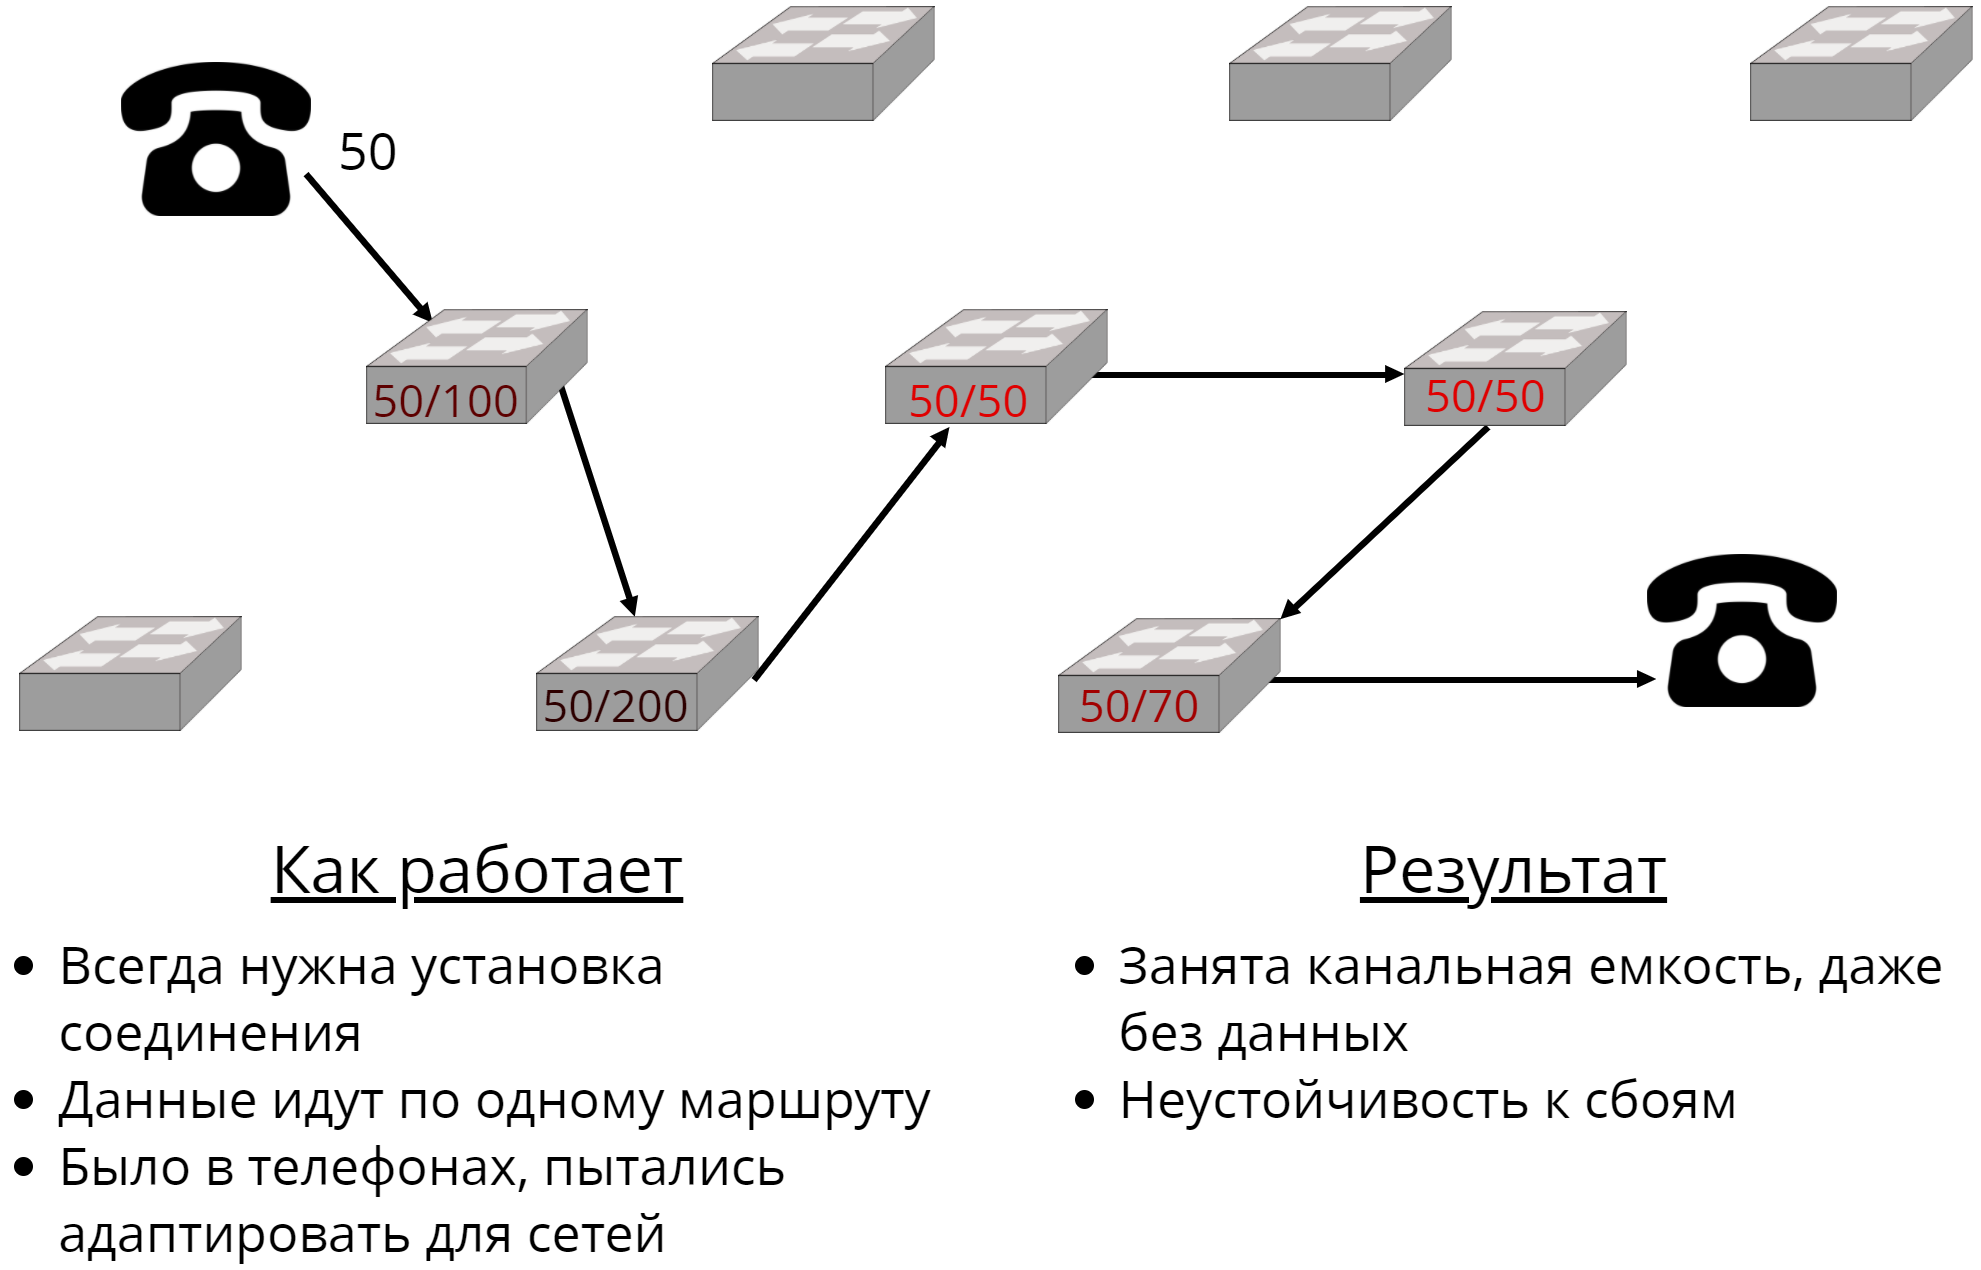 50
50/100
50/50
50/50
50/200
50/70
Как работает
• Всегда нужна установка
соединения
• Данные идут по одному маршруту
• Было в телефонах, пытались
адаптировать для сетей
Результат
• Занята канальная емкость, даже
без данных
• Неустойчивость к сбоям